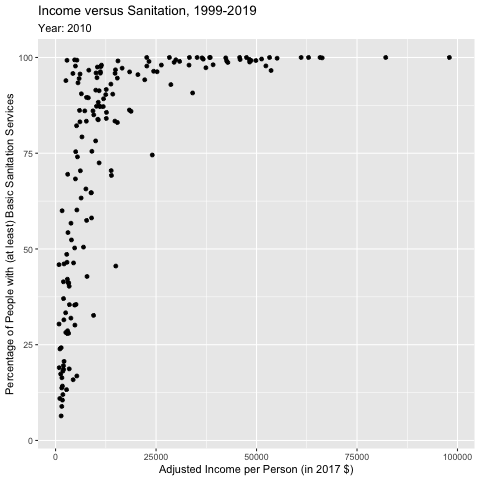 Income versus Sanitation, 1999-2019
Year: 2010
Percentage of People with (at least) Basic Sanitation Services
100
75
50
25
0
0
25000
50000
75000
100000
Adjusted Income per Person (in 2017 $)